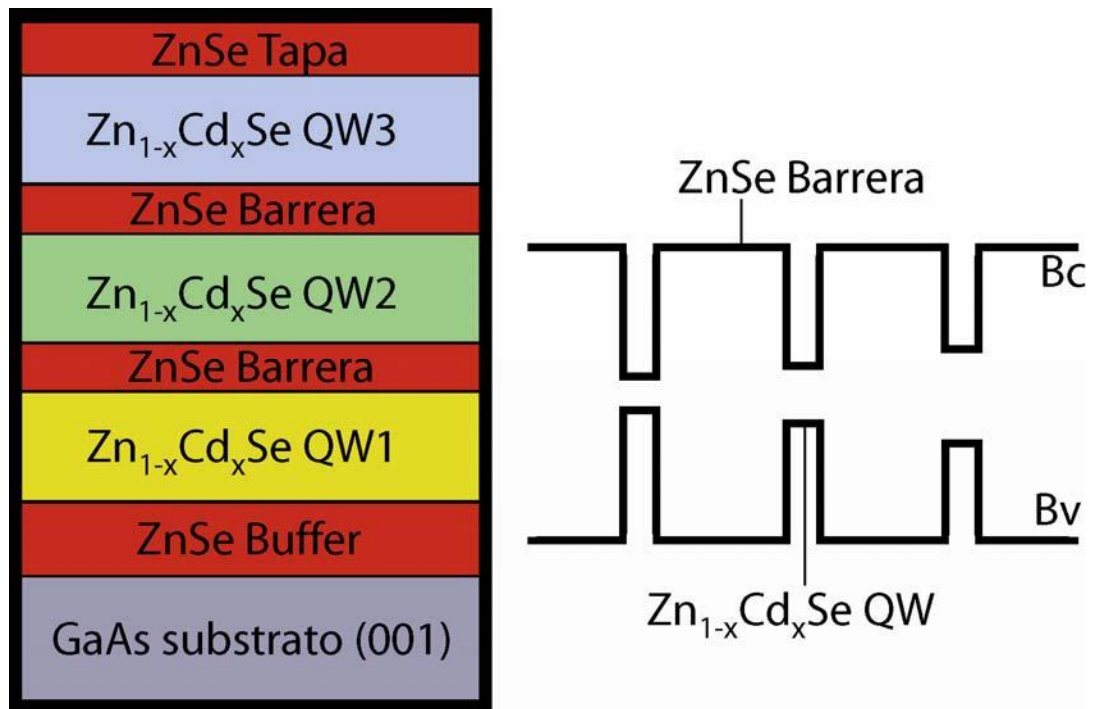 ZnSe Tapa
Zn₁₋ₓCdₓSe QW3
ZnSe Barrera
Zn₁₋ₓCdₓSe QW2
ZnSe Barrera
Zn₁₋ₓCdₓSe QW1
ZnSe Buffer
GaAs substrato (001)
ZnSe Barrera
Bc
Bv
Zn₁₋ₓCdₓSe QW